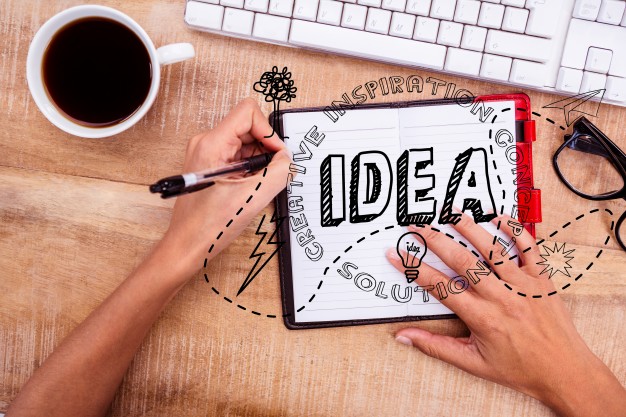 CREATIVE INSPIRATION CONCEPT
IDEA
idea
SOLUTION